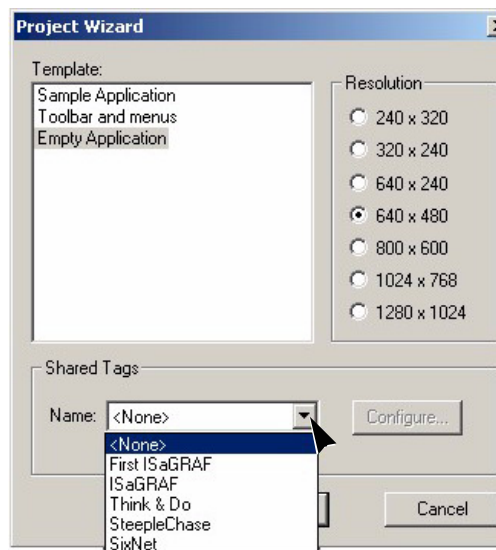 Project Wizard
Template:
Sample Application
Toolbar and menus
Empty Application
Resolution
240 x 320
320 x 240
640 x 240
640 x 480
800 x 600
1024 x 768
1280 x 1024
Shared Tags
Name:
<None>
Configure...
<None>
First ISaGRAF
ISaGRAF
Think & Do
SteepleChase
SixNet
Cancel